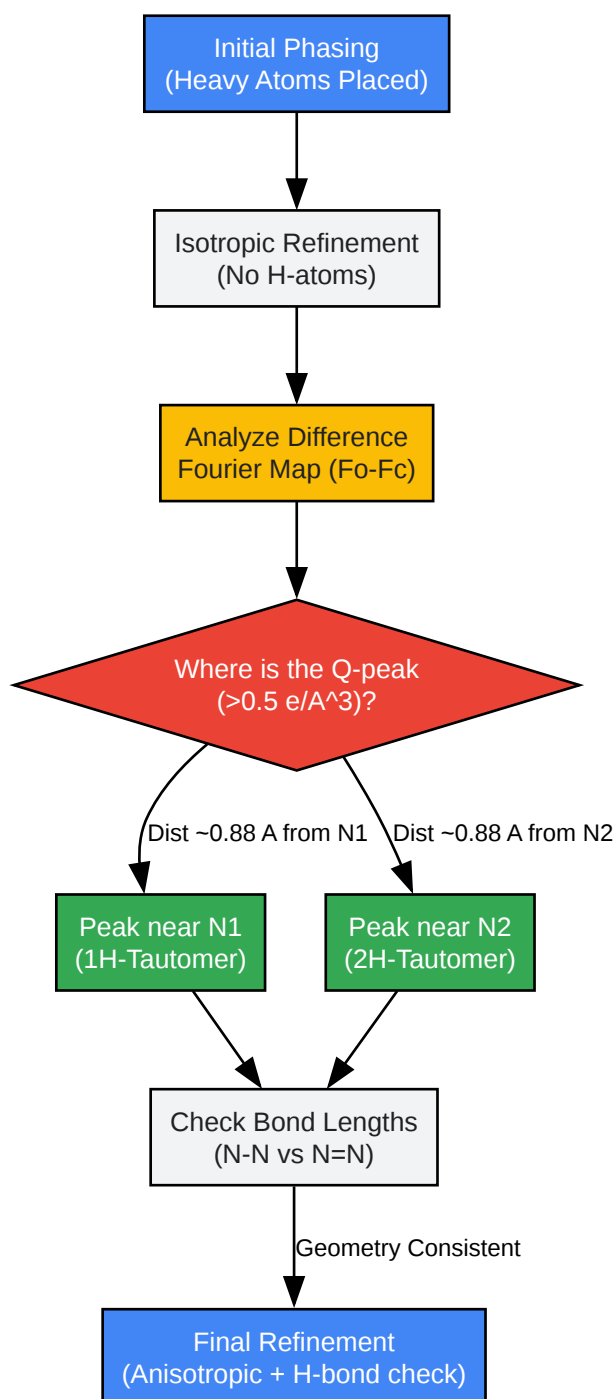 Initial Phasing
(Heavy Atoms Placed)
Isotropic Refinement
(No H-atoms)
Analyze Difference
Fourier Map (Fo-Fc)
Where is the Q-peak
(>0.5 e/A^3)?
Dist ~0.88 A from N1
Dist ~0.88 A from N2
Peak near N1
(1H-Tautomer)
Peak near N2
(2H-Tautomer)
Check Bond Lengths
(N-N vs N=N)
Geometry Consistent
Final Refinement
(Anisotropic + H-bond check)